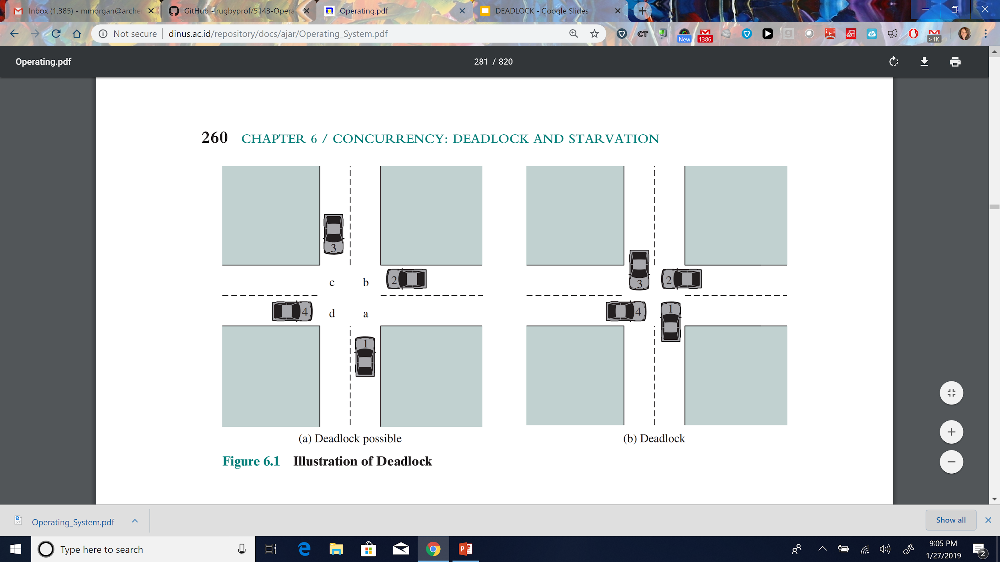 Inbox (1,385) - mmorgan@arche
GitHub - rugbyprof/5143-Opera
Operating.pdf
DEADLOCK - Google Slides
Not secure
dinus.ac.id/repository/docs/ajar/Operating_System.pdf
CT
New
1386
g
>1K
Operating.pdf
281 / 820
260 CHAPTER 6 / CONCURRENCY: DEADLOCK AND STARVATION
3
3
c b 2
2
4 d a
4 1
1
(a) Deadlock possible
(b) Deadlock
Figure 6.1 Illustration of Deadlock
Operating_System.pdf
Show all
Type here to search
9:05 PM
1/27/2019
2